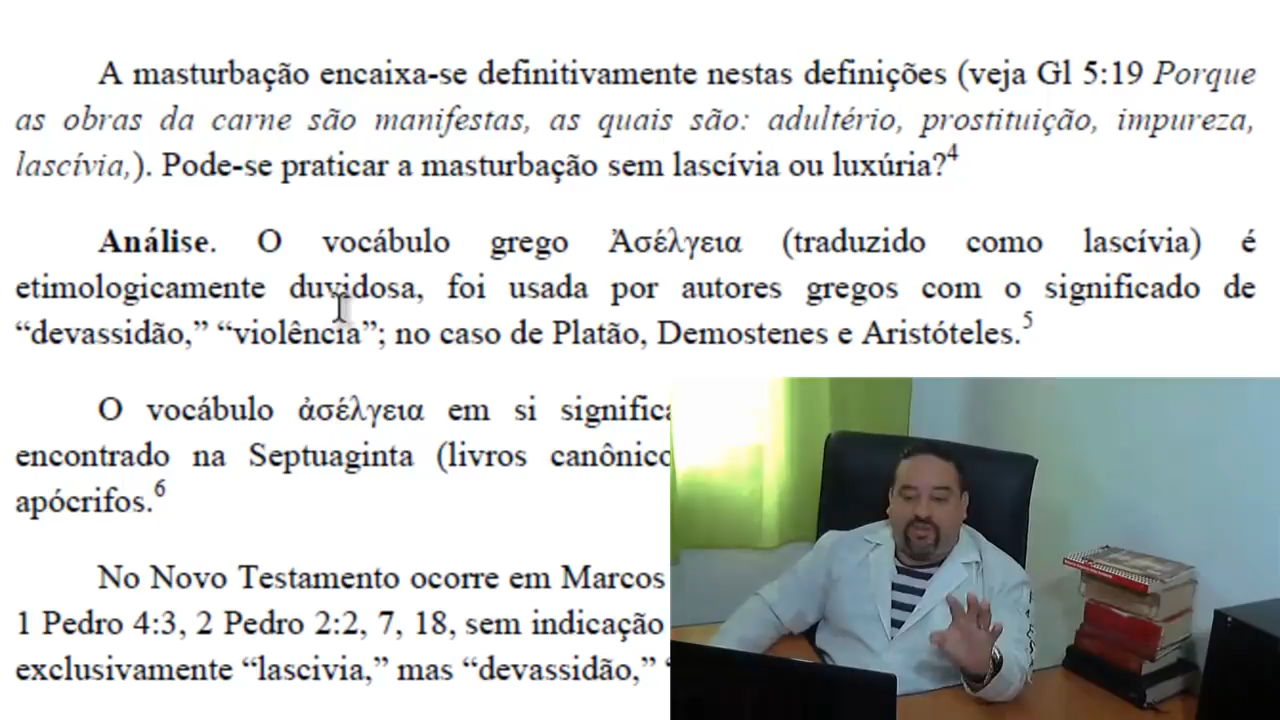 A masturbação encaixa-se definitivamente nestas definições (veja Gl 5:19 Porque
as obras da carne são manifestas, as quais são: adultério, prostituição, impureza,
lascívia,). Pode-se praticar a masturbação sem lascívia ou luxúria?4
Análise. O vocábulo grego Ἀσέλγεια (traduzido como lascívia) é
etimologicamente duvidosa, foi usada por autores gregos com o significado de
“devassidão,” “violência”; no caso de Platão, Demostenes e Aristóteles.5
O vocábulo ἀσέλγεια em si
encontrado na Septuaginta (livros
apócrifos.6
No Novo Testamento ocorre em Marcos
1 Pedro 4:3, 2 Pedro 2:2, 7, 18, sem indicação
exclusivamente “lascivia,” mas “devassidão,”